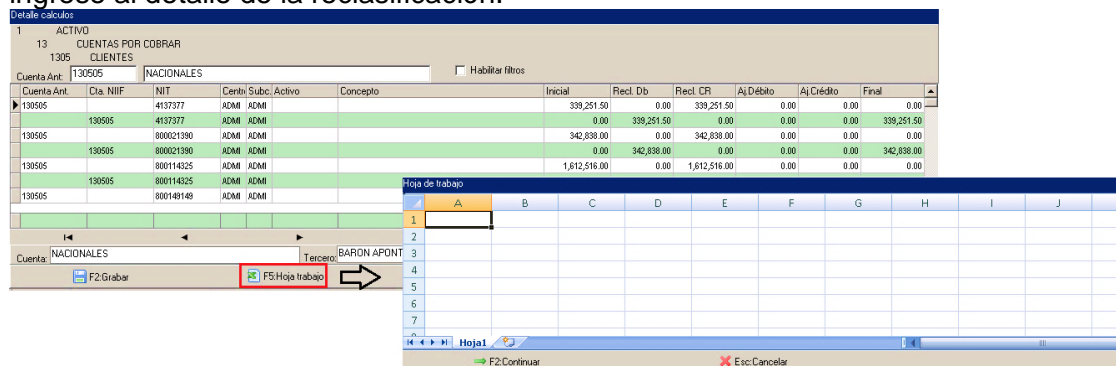 ingreso al detalle de la reclasificación.
Detalle calculos
1 ACTIVO
13 CUENTAS POR COBRAR
1305 CLIENTES
Cuenta Ant: 130505 NACIONALES Habilitar filtros
Cuenta Ant. Cta. NIIF NIT Centr Subc. Activo Concepto Inicial Recl. Db Recl. CR Aj.Débito Aj.Crédito Final
130505 4137377 ADMI ADMI 339,251.50 0.00 339,251.50 0.00 0.00 0.00
130505 4137377 ADMI ADMI 0.00 339,251.50 0.00 0.00 0.00 339,251.50
130505 800021390 ADMI ADMI 342,838.00 0.00 342,838.00 0.00 0.00 0.00
130505 800021390 ADMI ADMI 0.00 342,838.00 0.00 0.00 0.00 342,838.00
130505 800114325 ADMI ADMI 1,612,516.00 0.00 1,612,516.00 0.00 0.00 0.00
130505 800114325 ADMI ADMI
130505 800149149 ADMI ADMI
Cuenta: NACIONALES Tercero: BARON APONT
F2:Grabar F5:Hoja trabajo
Hoja de trabajo
A B C D E F G H I J
1
2
3
4
5
6
7
Hoja1
F2:Continuar Esc:Cancelar